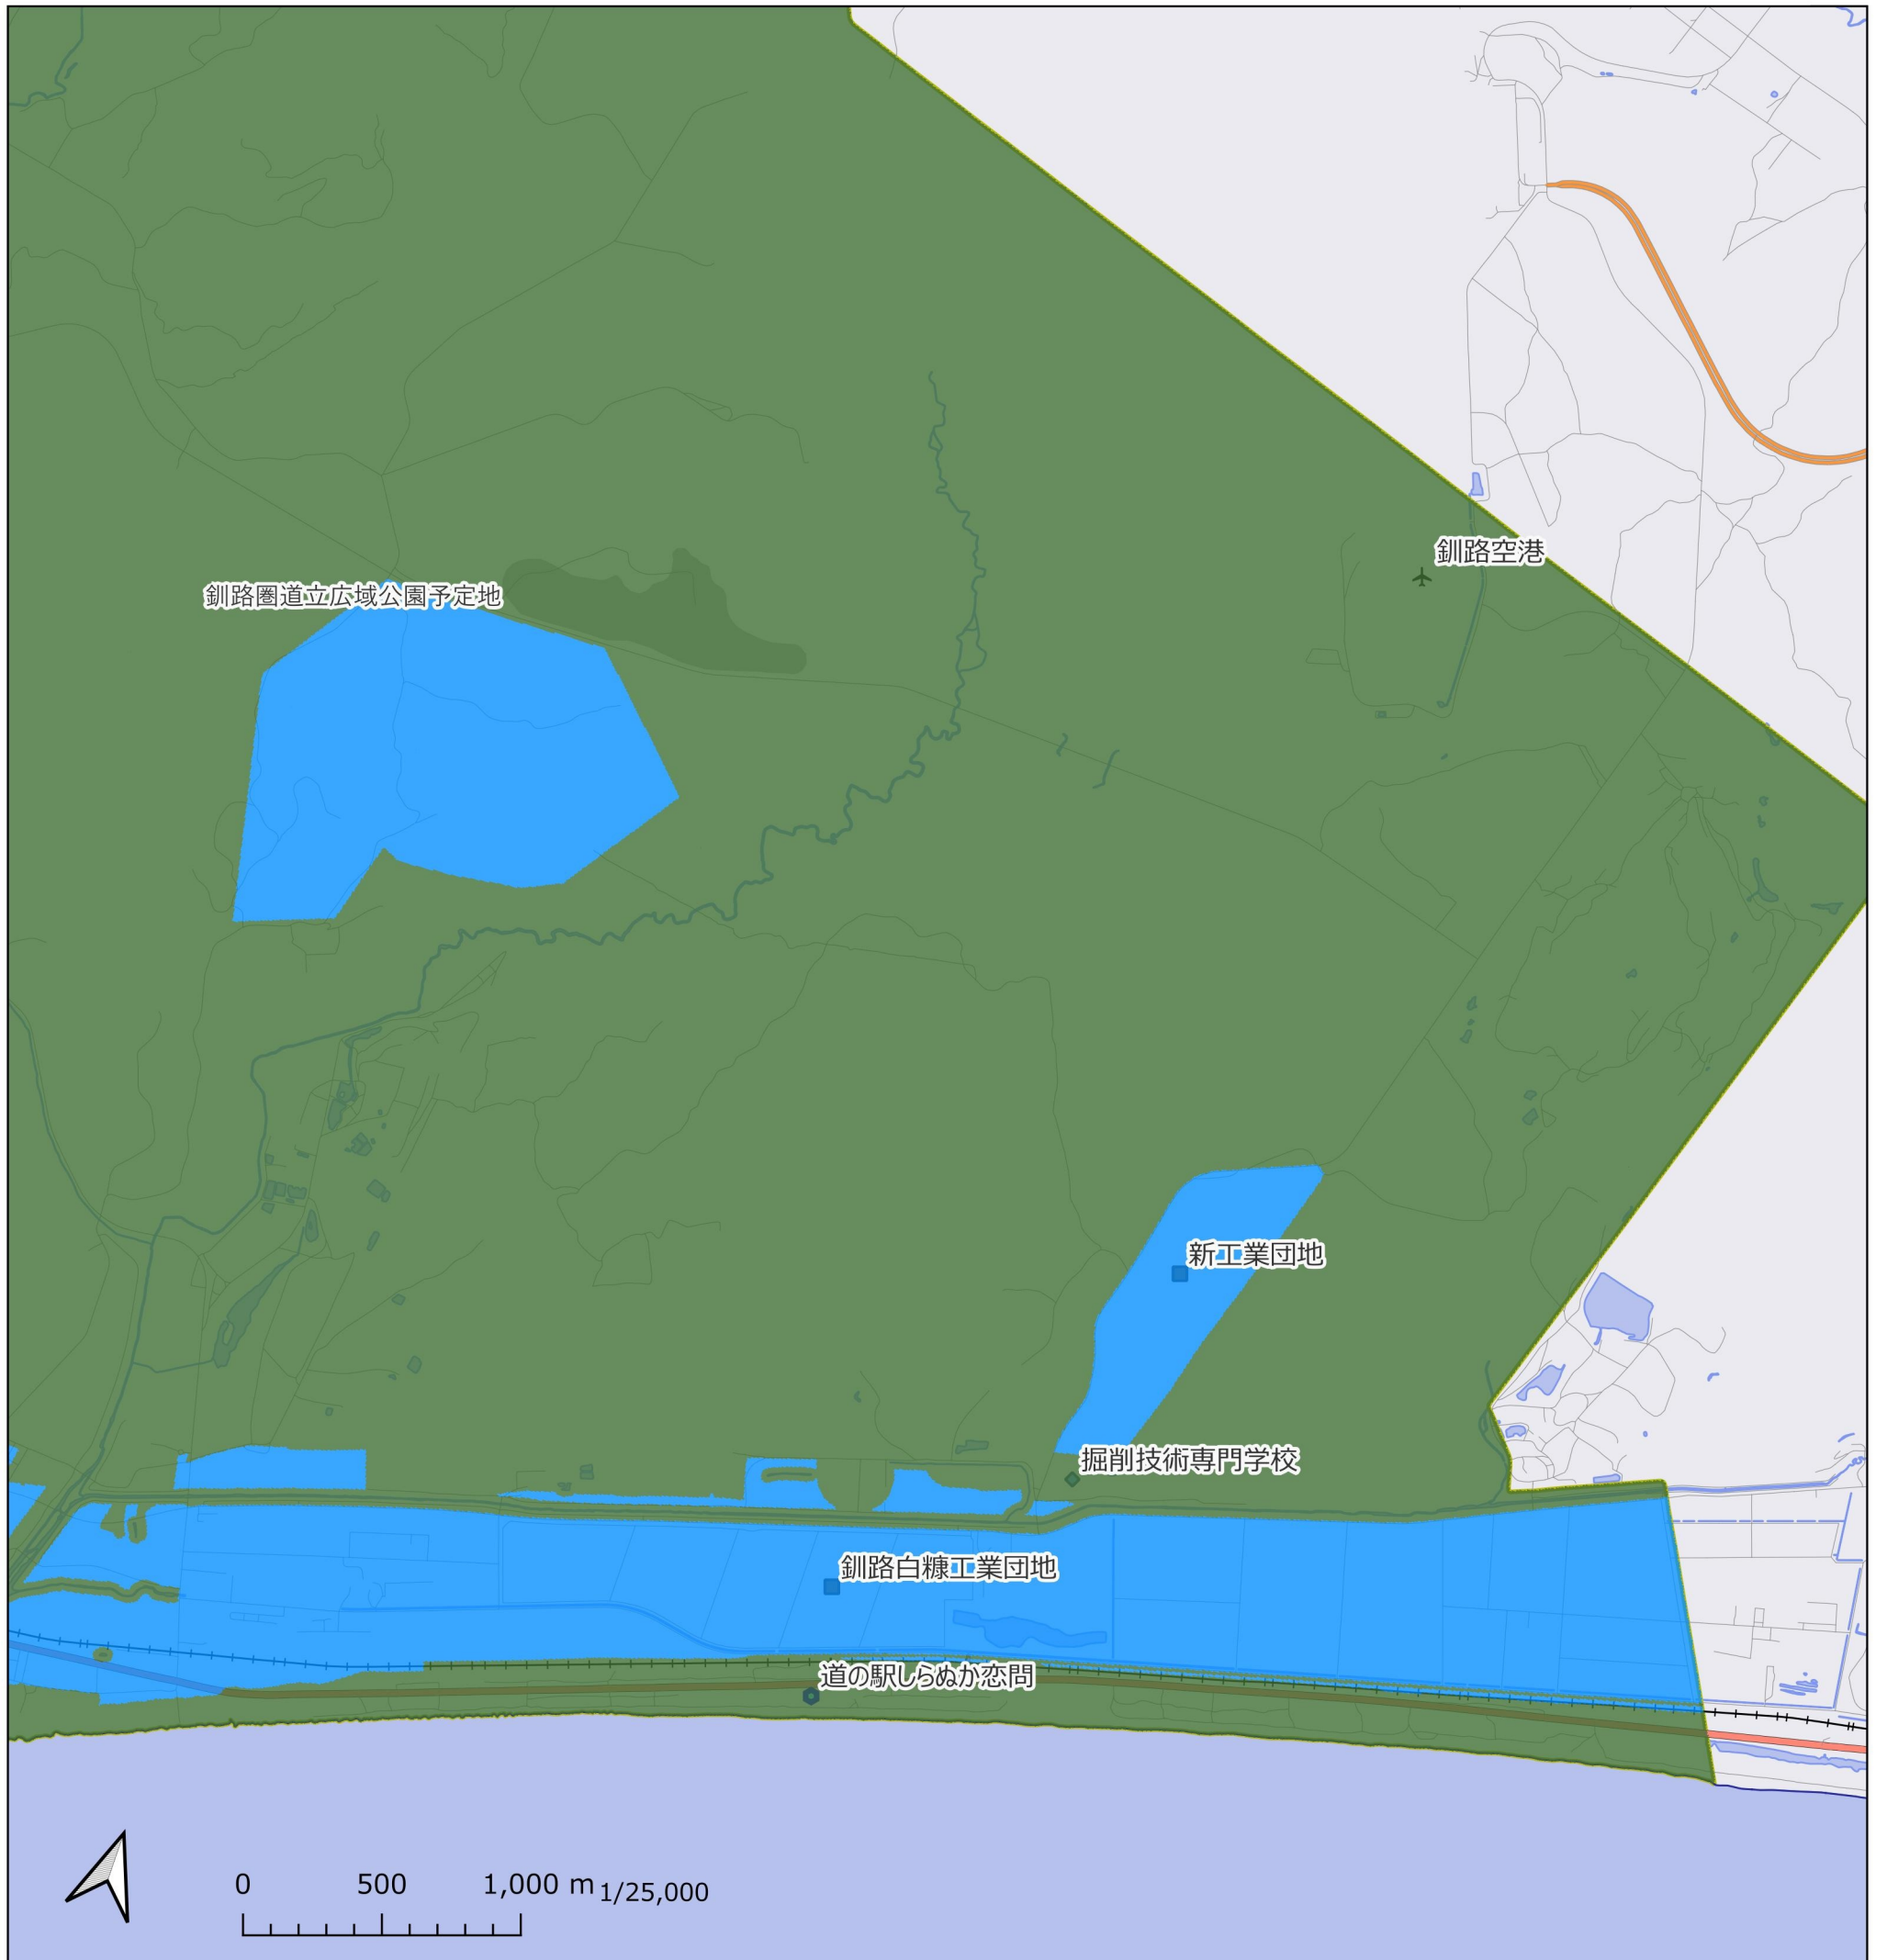 釧路空港
釧路圏道立広域公園予定地
新工業団地
掘削技術専門学校
釧路白糠工業団地
道の駅しらぬか恋問
0 500 1,000 m 1/25,000